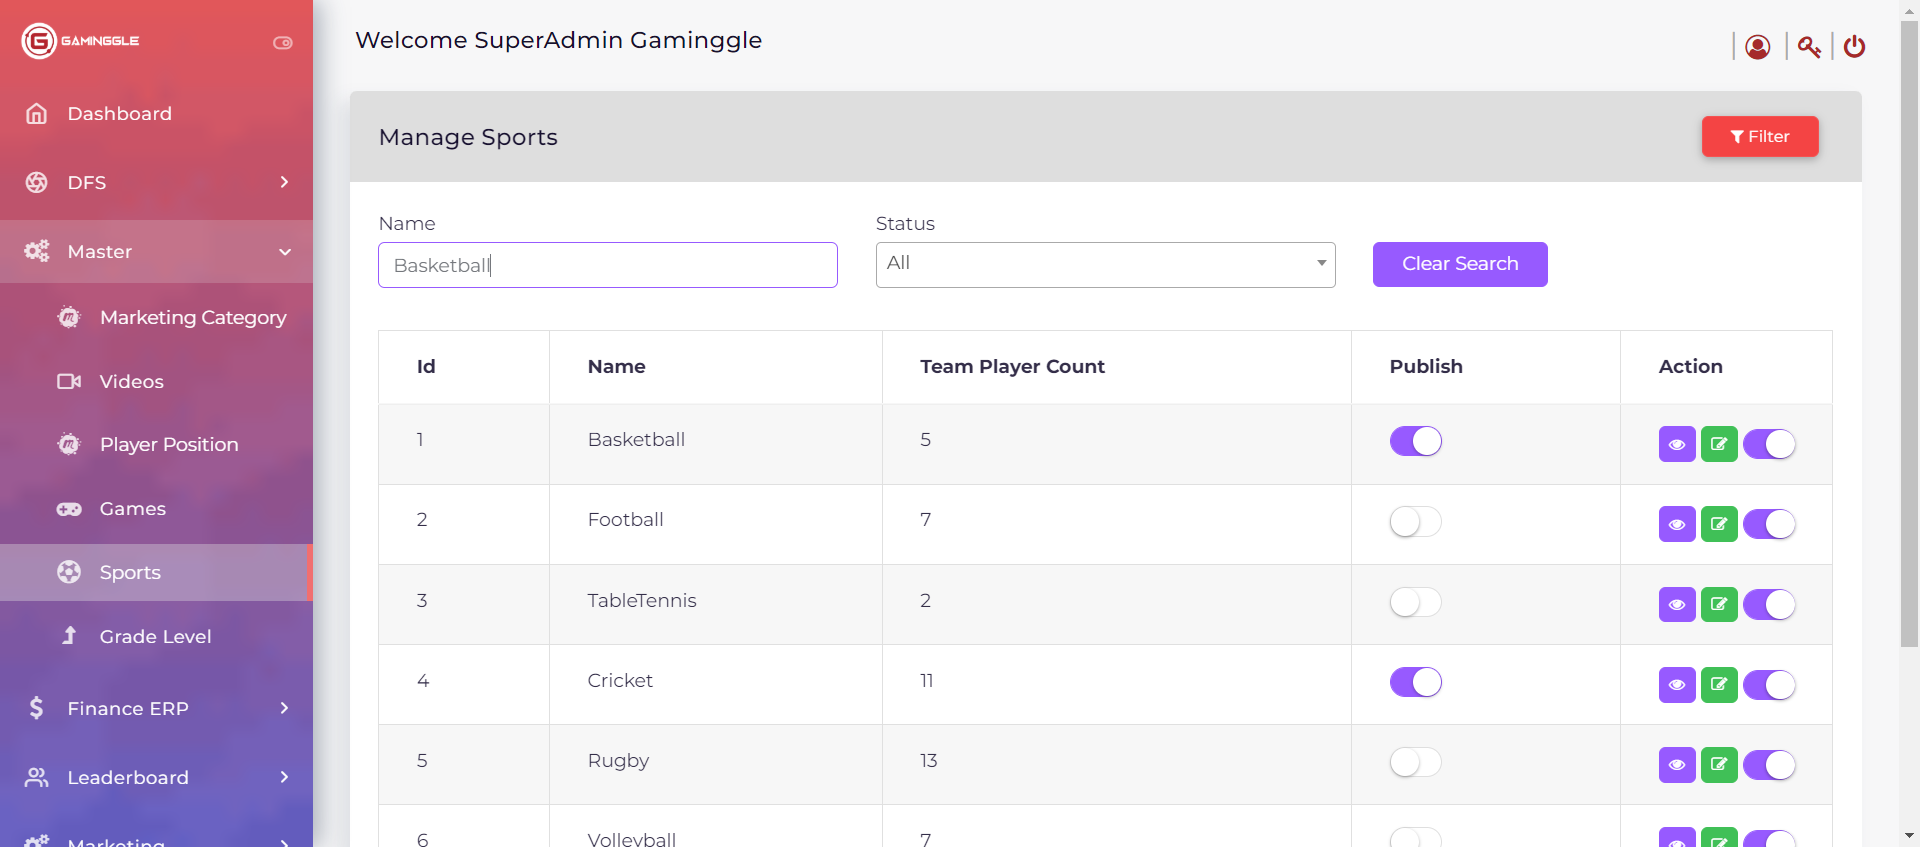 GAMINGGLE
Welcome SuperAdmin Gaminggle
Dashboard
DFS
Master
Marketing Category
Videos
Player Position
Games
Sports
Grade Level
Finance ERP
Leaderboard
Marketing
Manage Sports
Filter
Name
Status
Basketball
All
Clear Search
Id Name Team Player Count Publish Action
1 Basketball 5
2 Football 7
3 TableTennis 2
4 Cricket 11
5 Rugby 13
6 Volleyball 7